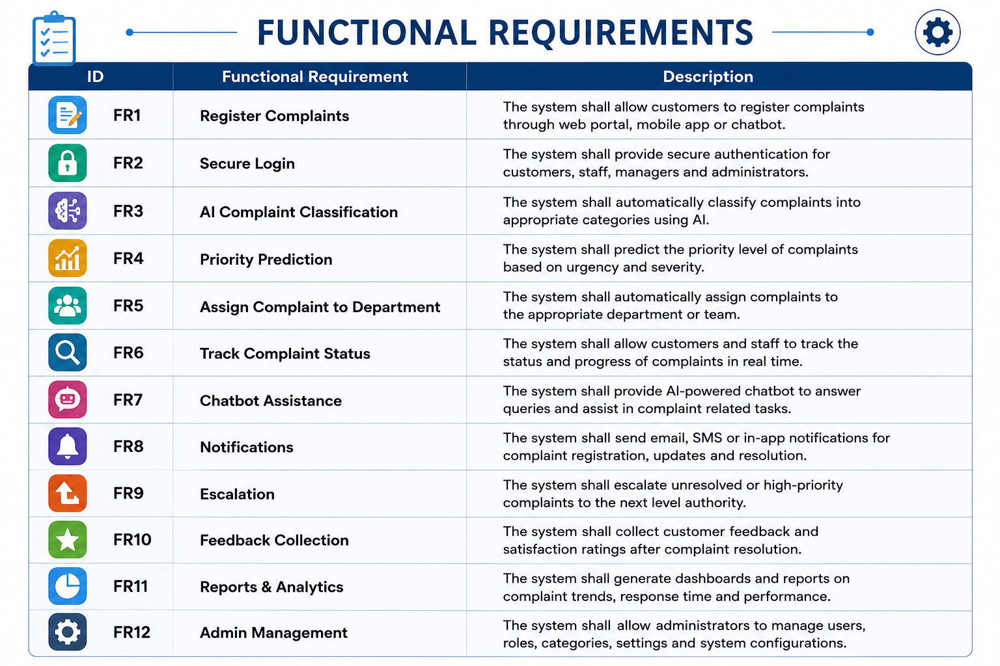 FUNCTIONAL REQUIREMENTS
ID Functional Requirement Description
FR1 Register Complaints The system shall allow customers to register complaints
through web portal, mobile app or chatbot.
FR2 Secure Login The system shall provide secure authentication for
customers, staff, managers and administrators.
FR3 AI Complaint Classification The system shall automatically classify complaints into
appropriate categories using AI.
FR4 Priority Prediction The system shall predict the priority level of complaints
based on urgency and severity.
FR5 Assign Complaint to Department The system shall automatically assign complaints to
the appropriate department or team.
FR6 Track Complaint Status The system shall allow customers and staff to track the
status and progress of complaints in real time.
FR7 Chatbot Assistance The system shall provide AI-powered chatbot to answer
queries and assist in complaint related tasks.
FR8 Notifications The system shall send email, SMS or in-app notifications for
complaint registration, updates and resolution.
FR9 Escalation The system shall escalate unresolved or high-priority
complaints to the next level authority.
FR10 Feedback Collection The system shall collect customer feedback and
satisfaction ratings after complaint resolution.
FR11 Reports & Analytics The system shall generate dashboards and reports on
complaint trends, response time and performance.
FR12 Admin Management The system shall allow administrators to manage users,
roles, categories, settings and system configurations.